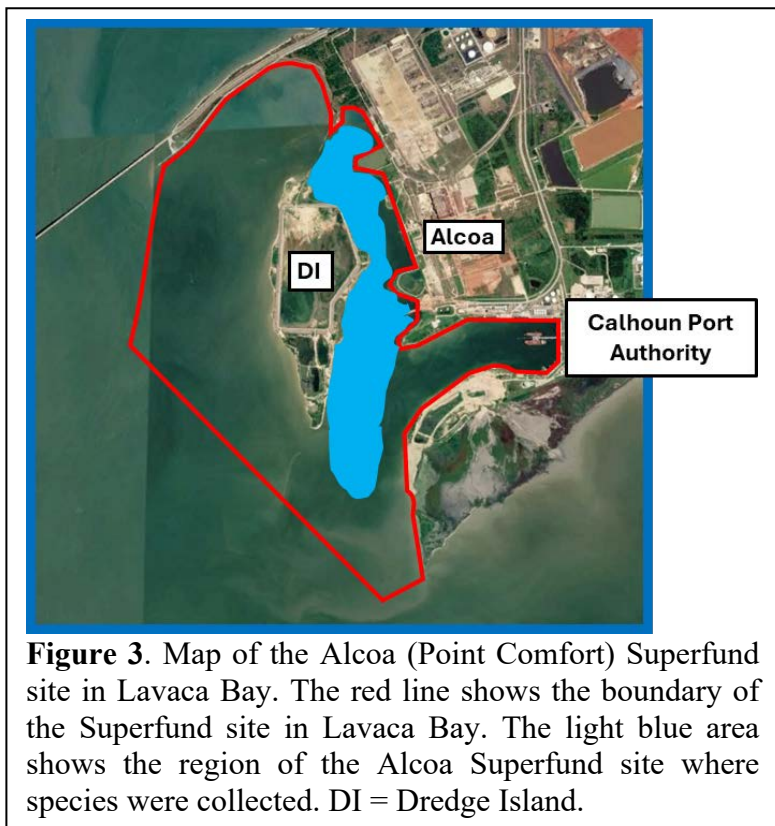 Alcoa
DI
Calhoun Port
Authority
Figure 3. Map of the Alcoa (Point Comfort) Superfund
site in Lavaca Bay. The red line shows the boundary of
the Superfund site in Lavaca Bay. The light blue area
shows the region of the Alcoa Superfund site where
species were collected. DI = Dredge Island.